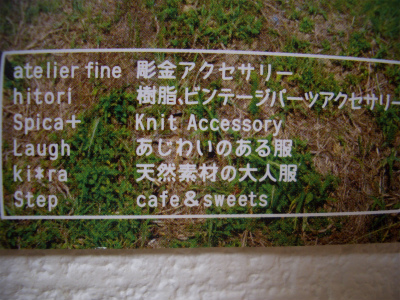 atelier fine 彫金アクセサリー
hitori 樹脂、ビンテージパーツアクセサリー
Spica+ Knit Accessory
Laugh あじわいのある服
ki*ra 天然素材の大人服
Step cafe&sweets